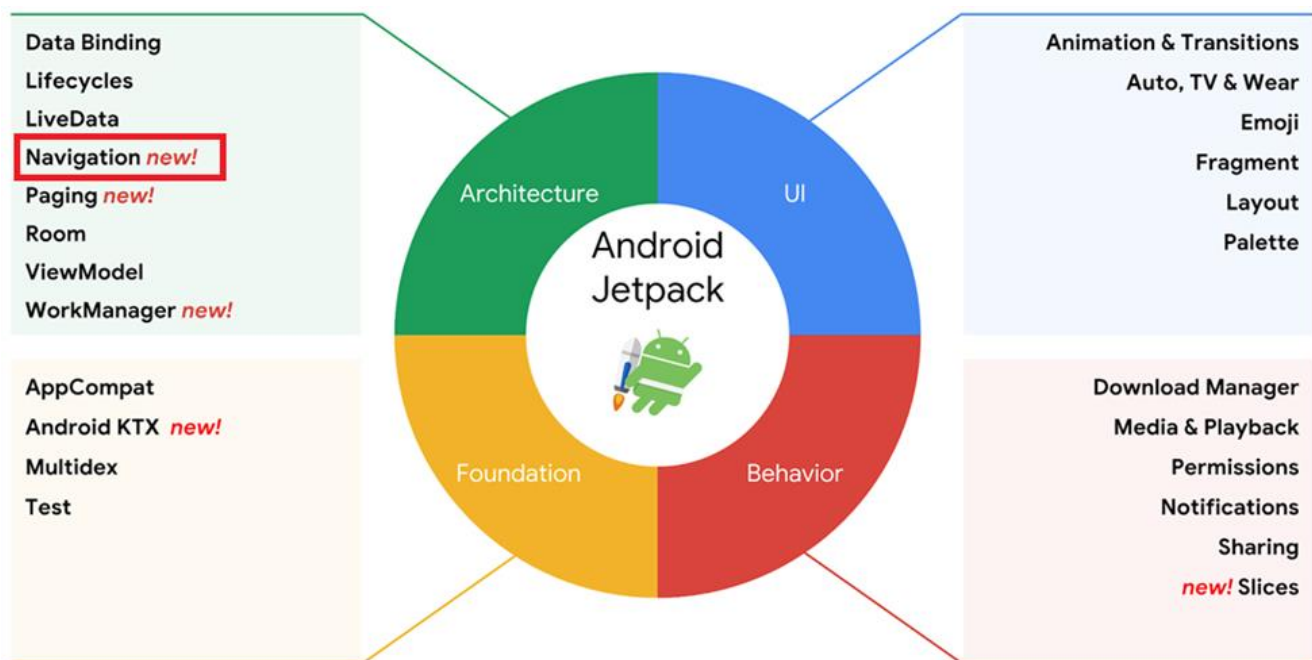 Data Binding
Lifecycles
LiveData
Navigation new!
Paging new!
Room
ViewModel
WorkManager new!
AppCompat
Android KTX new!
Multidex
Test
Architecture
UI
Android
Jetpack
Foundation
Behavior
Animation & Transitions
Auto, TV & Wear
Emoji
Fragment
Layout
Palette
Download Manager
Media & Playback
Permissions
Notifications
Sharing
new! Slices